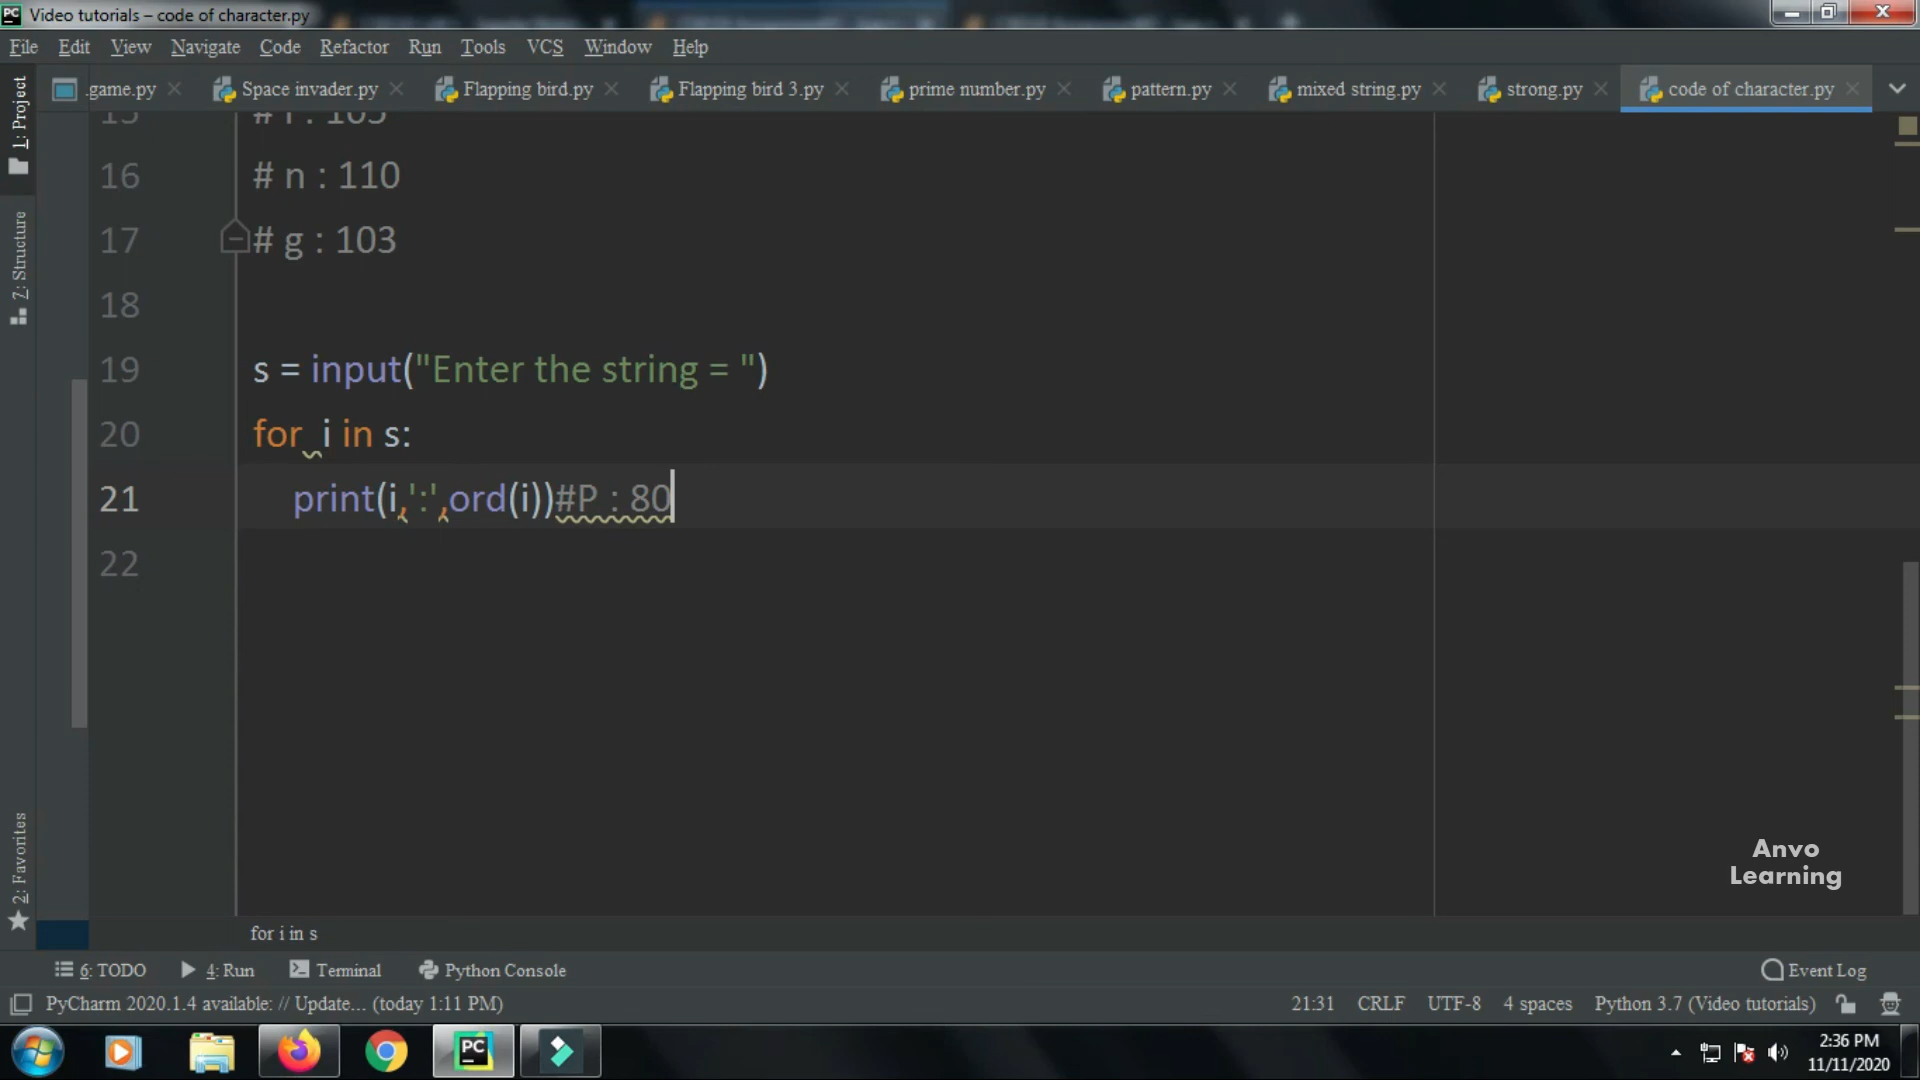 PC Video tutorials – code of character.py
File Edit View Navigate Code Refactor Run Tools VCS Window Help
.game.py Space invader.py Flapping bird.py Flapping bird 3.py prime number.py pattern.py mixed string.py strong.py code of character.py
1: Project
7: Structure
2: Favorites
15 # i : 105
16 # n : 110
17 # g : 103
18
19 s = input("Enter the string = ")
20 for i in s:
21 print(i,':',ord(i))#P : 80
22
Anvo
Learning
for i in s
6: TODO 4: Run Terminal Python Console Event Log
PyCharm 2020.1.4 available: // Update... (today 1:11 PM) 21:31 CRLF UTF-8 4 spaces Python 3.7 (Video tutorials)
PC
2:36 PM
11/11/2020